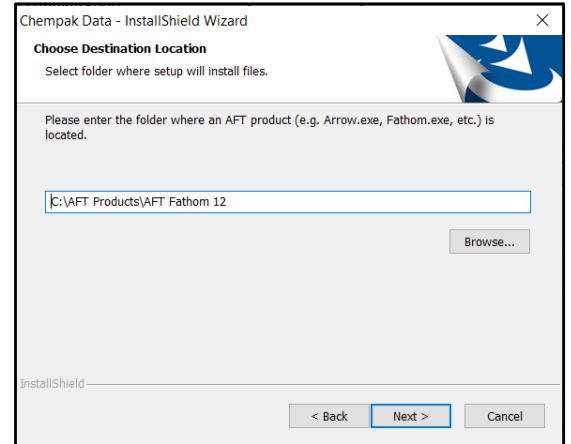 Chempak Data - InstallShield Wizard
Choose Destination Location
Select folder where setup will install files.
Please enter the folder where an AFT product (e.g. Arrow.exe, Fathom.exe, etc.) is
located.
C:\AFT Products\AFT Fathom 12
Browse...
InstallShield
< Back
Next >
Cancel